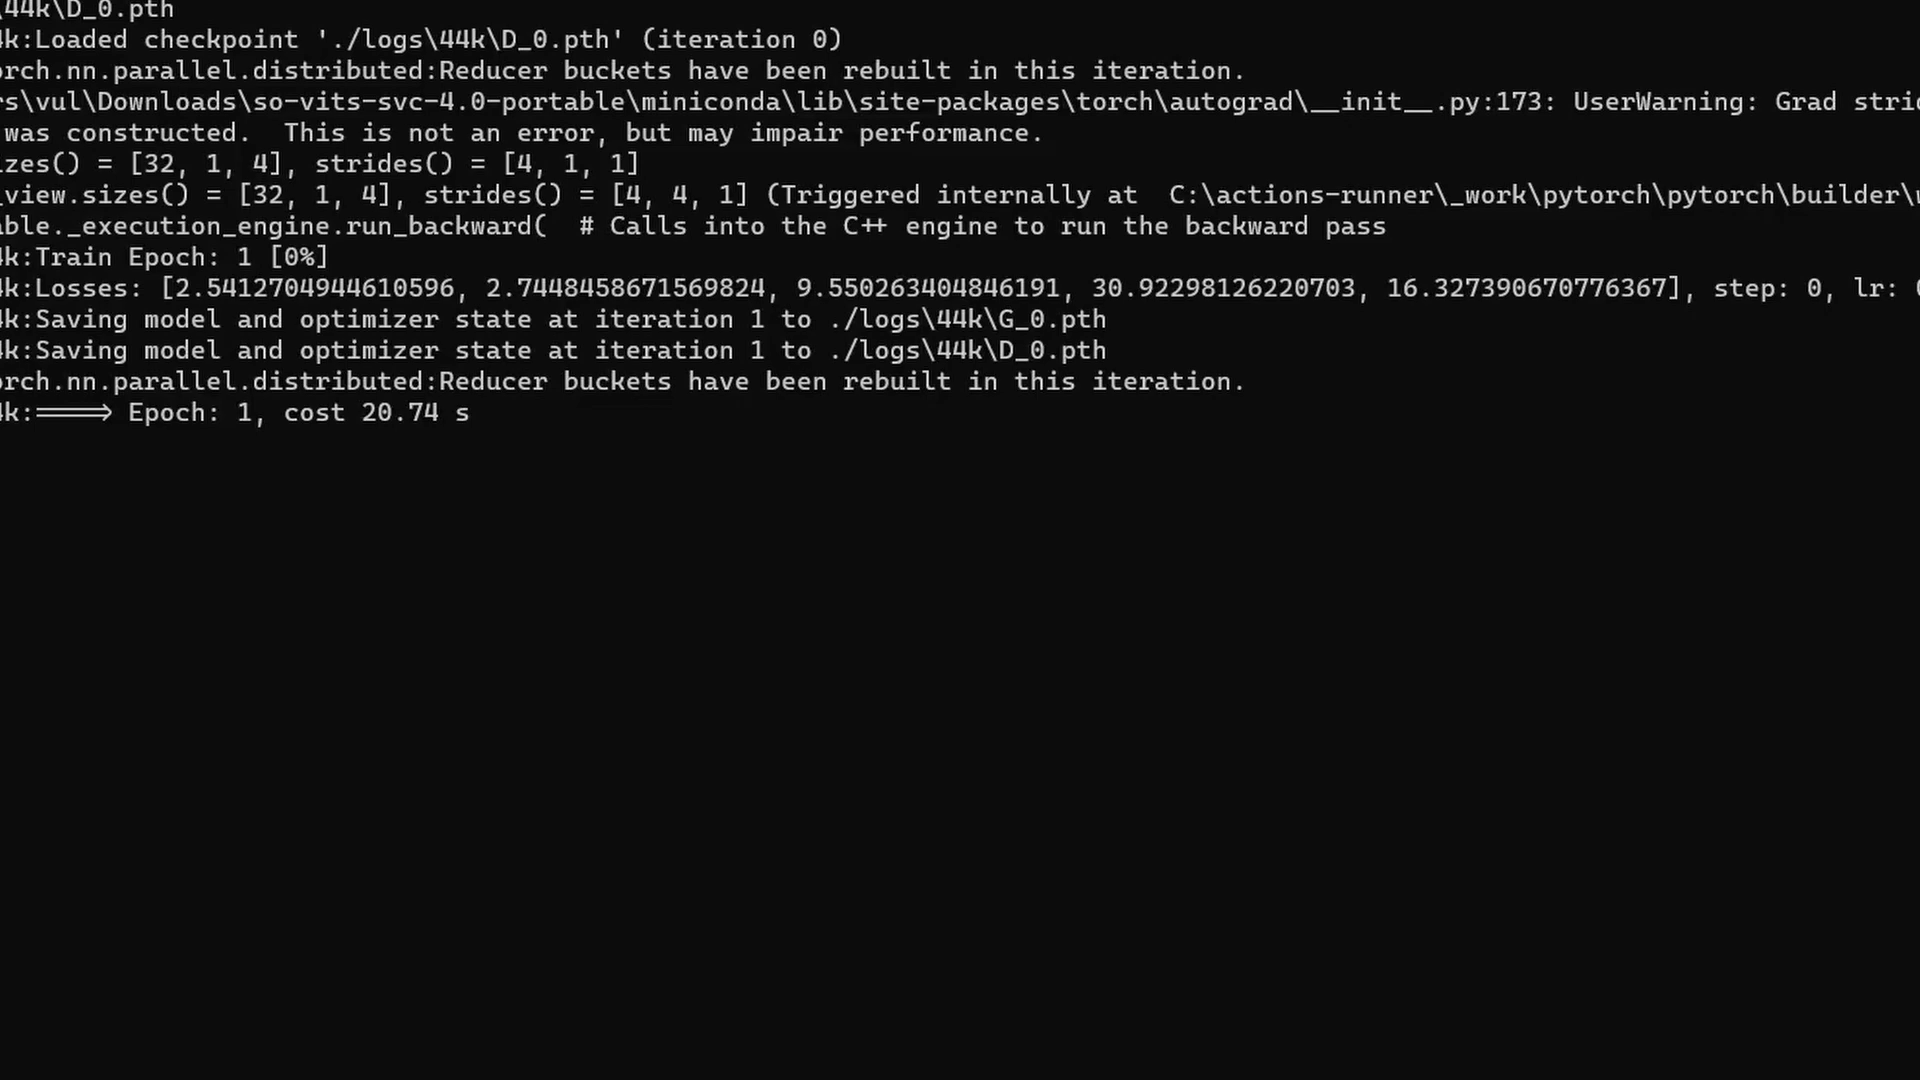 \44k\D_0.pth
4k:Loaded checkpoint './logs\44k\D_0.pth' (iteration 0)
orch.nn.parallel.distributed:Reducer buckets have been rebuilt in this iteration.
rs\vul\Downloads\so-vits-svc-4.0-portable\miniconda\lib\site-packages\torch\autograd\__init__.py:173: UserWarning: Grad stri
was constructed.  This is not an error, but may impair performance.
izes() = [32, 1, 4], strides() = [4, 1, 1]
_view.sizes() = [32, 1, 4], strides() = [4, 4, 1] (Triggered internally at  C:\actions-runner\_work\pytorch\pytorch\builder\
able._execution_engine.run_backward(  # Calls into the C++ engine to run the backward pass
4k:Train Epoch: 1 [0%]
4k:Losses: [2.5412704944610596, 2.7448458671569824, 9.550263404846191, 30.92298126220703, 16.327390670776367], step: 0, lr:
4k:Saving model and optimizer state at iteration 1 to ./logs\44k\G_0.pth
4k:Saving model and optimizer state at iteration 1 to ./logs\44k\D_0.pth
orch.nn.parallel.distributed:Reducer buckets have been rebuilt in this iteration.
4k:====> Epoch: 1, cost 20.74 s